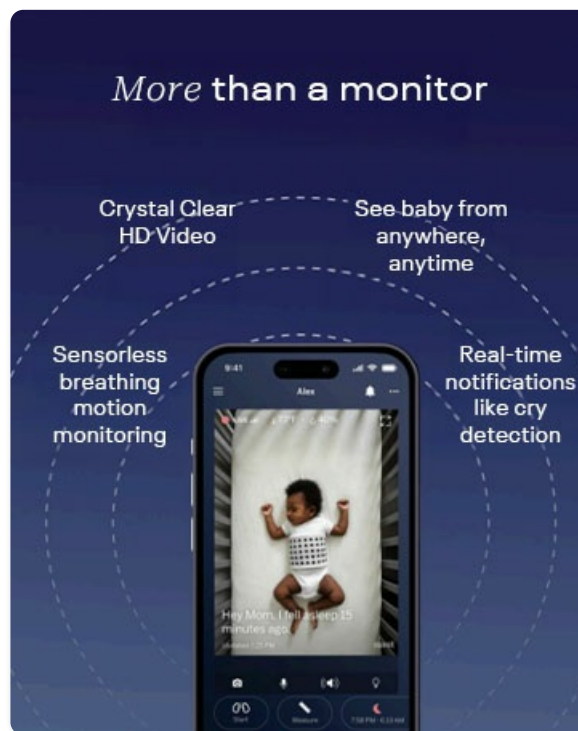 More than a monitor
Crystal Clear
HD Video
See baby from
anywhere,
anytime
Sensorless
breathing
motion
monitoring
Real-time
notifications
like cry
detection
9:41
Alex
Hey Mom, I fell asleep 15
minutes ago.
Start
Measure